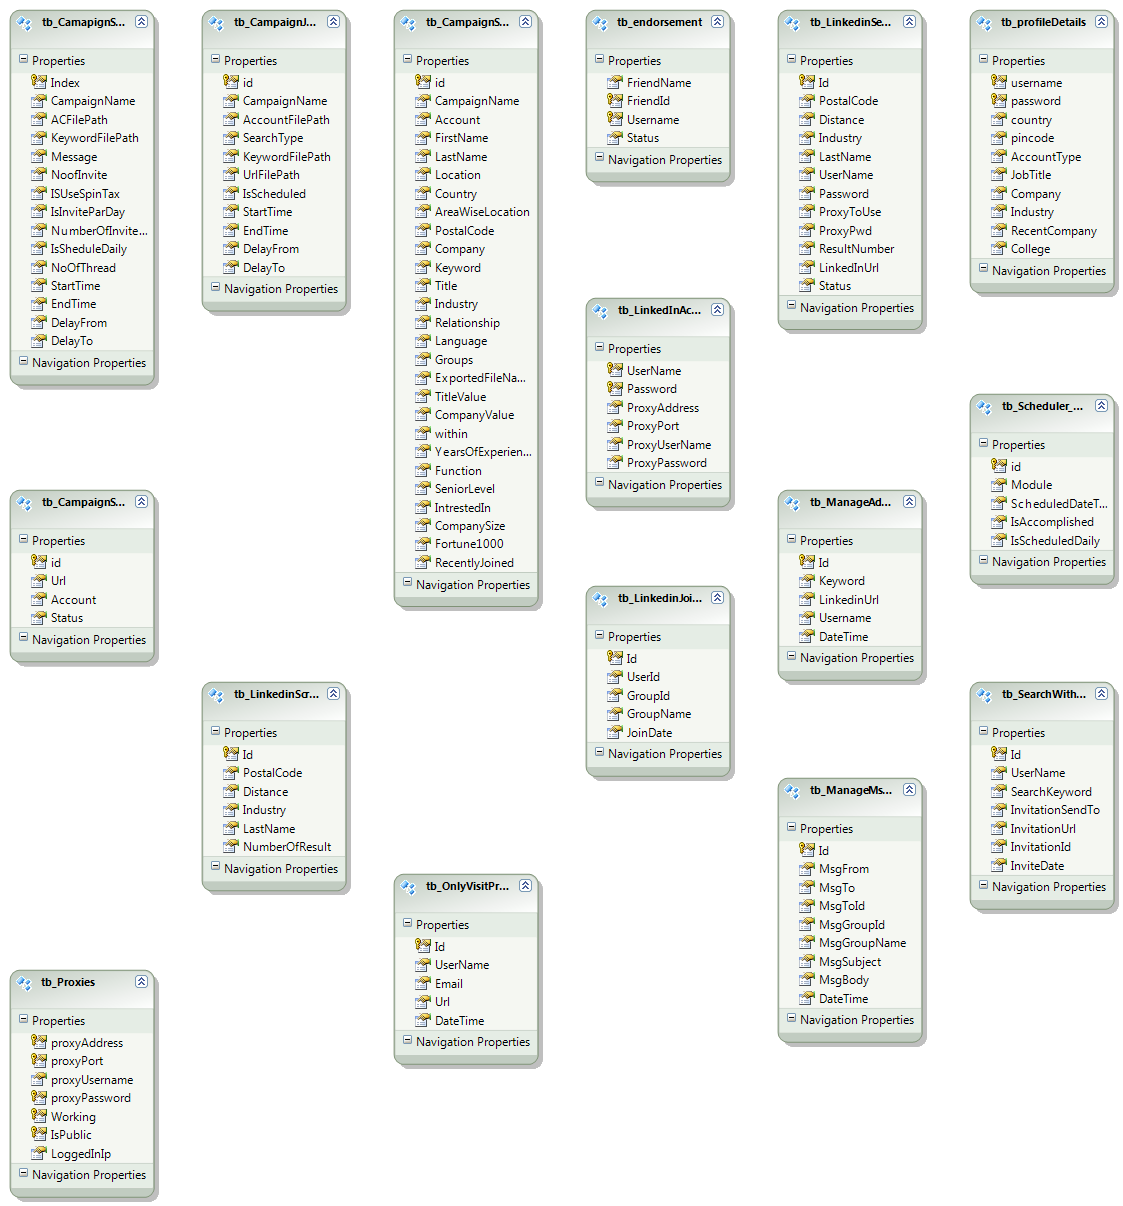 tb_CamapignS...
Properties
Index
CampaignName
ACFilePath
KeywordFilePath
Message
NoofInvite
ISUseSpinTax
IsInviteParDay
NumberOfInvite...
IsSheduleDaily
NoOfThread
StartTime
EndTime
DelayFrom
DelayTo
Navigation Properties
tb_CampaignS...
Properties
id
Url
Account
Status
Navigation Properties
tb_Proxies
Properties
proxyAddress
proxyPort
proxyUsername
proxyPassword
Working
IsPublic
LoggedInIp
Navigation Properties
tb_CampaignJ...
Properties
id
CampaignName
AccountFilePath
SearchType
KeywordFilePath
UrlFilePath
IsScheduled
StartTime
EndTime
DelayFrom
DelayTo
Navigation Properties
tb_LinkedinScr...
Properties
Id
PostalCode
Distance
Industry
LastName
NumberOfResult
Navigation Properties
tb_CampaignS...
Properties
id
CampaignName
Account
FirstName
LastName
Location
Country
AreaWiseLocation
PostalCode
Company
Keyword
Title
Industry
Relationship
Language
Groups
ExportedFileNa...
TitleValue
CompanyValue
within
YearsOfExperien...
Function
SeniorLevel
IntrestedIn
CompanySize
Fortune1000
RecentlyJoined
Navigation Properties
tb_OnlyVisitPr...
Properties
Id
UserName
Email
Url
DateTime
Navigation Properties
tb_endorsement
Properties
FriendName
FriendId
Username
Status
Navigation Properties
tb_LinkedInAc...
Properties
UserName
Password
ProxyAddress
ProxyPort
ProxyUserName
ProxyPassword
Navigation Properties
tb_LinkedinJoi...
Properties
Id
UserId
GroupId
GroupName
JoinDate
Navigation Properties
tb_LinkedinSe...
Properties
Id
PostalCode
Distance
Industry
LastName
UserName
Password
ProxyToUse
ProxyPwd
ResultNumber
LinkedInUrl
Status
Navigation Properties
tb_ManageAd...
Properties
Id
Keyword
LinkedinUrl
Username
DateTime
Navigation Properties
tb_ManageMs...
Properties
Id
MsgFrom
MsgTo
MsgToId
MsgGroupId
MsgGroupName
MsgSubject
MsgBody
DateTime
Navigation Properties
tb_profileDetails
Properties
username
password
country
pincode
AccountType
JobTitle
Company
Industry
RecentCompany
College
Navigation Properties
tb_Scheduler_...
Properties
id
Module
ScheduledDateT...
IsAccomplished
IsScheduledDaily
Navigation Properties
tb_SearchWith...
Properties
Id
UserName
SearchKeyword
InvitationSendTo
InvitationUrl
InvitationId
InviteDate
Navigation Properties